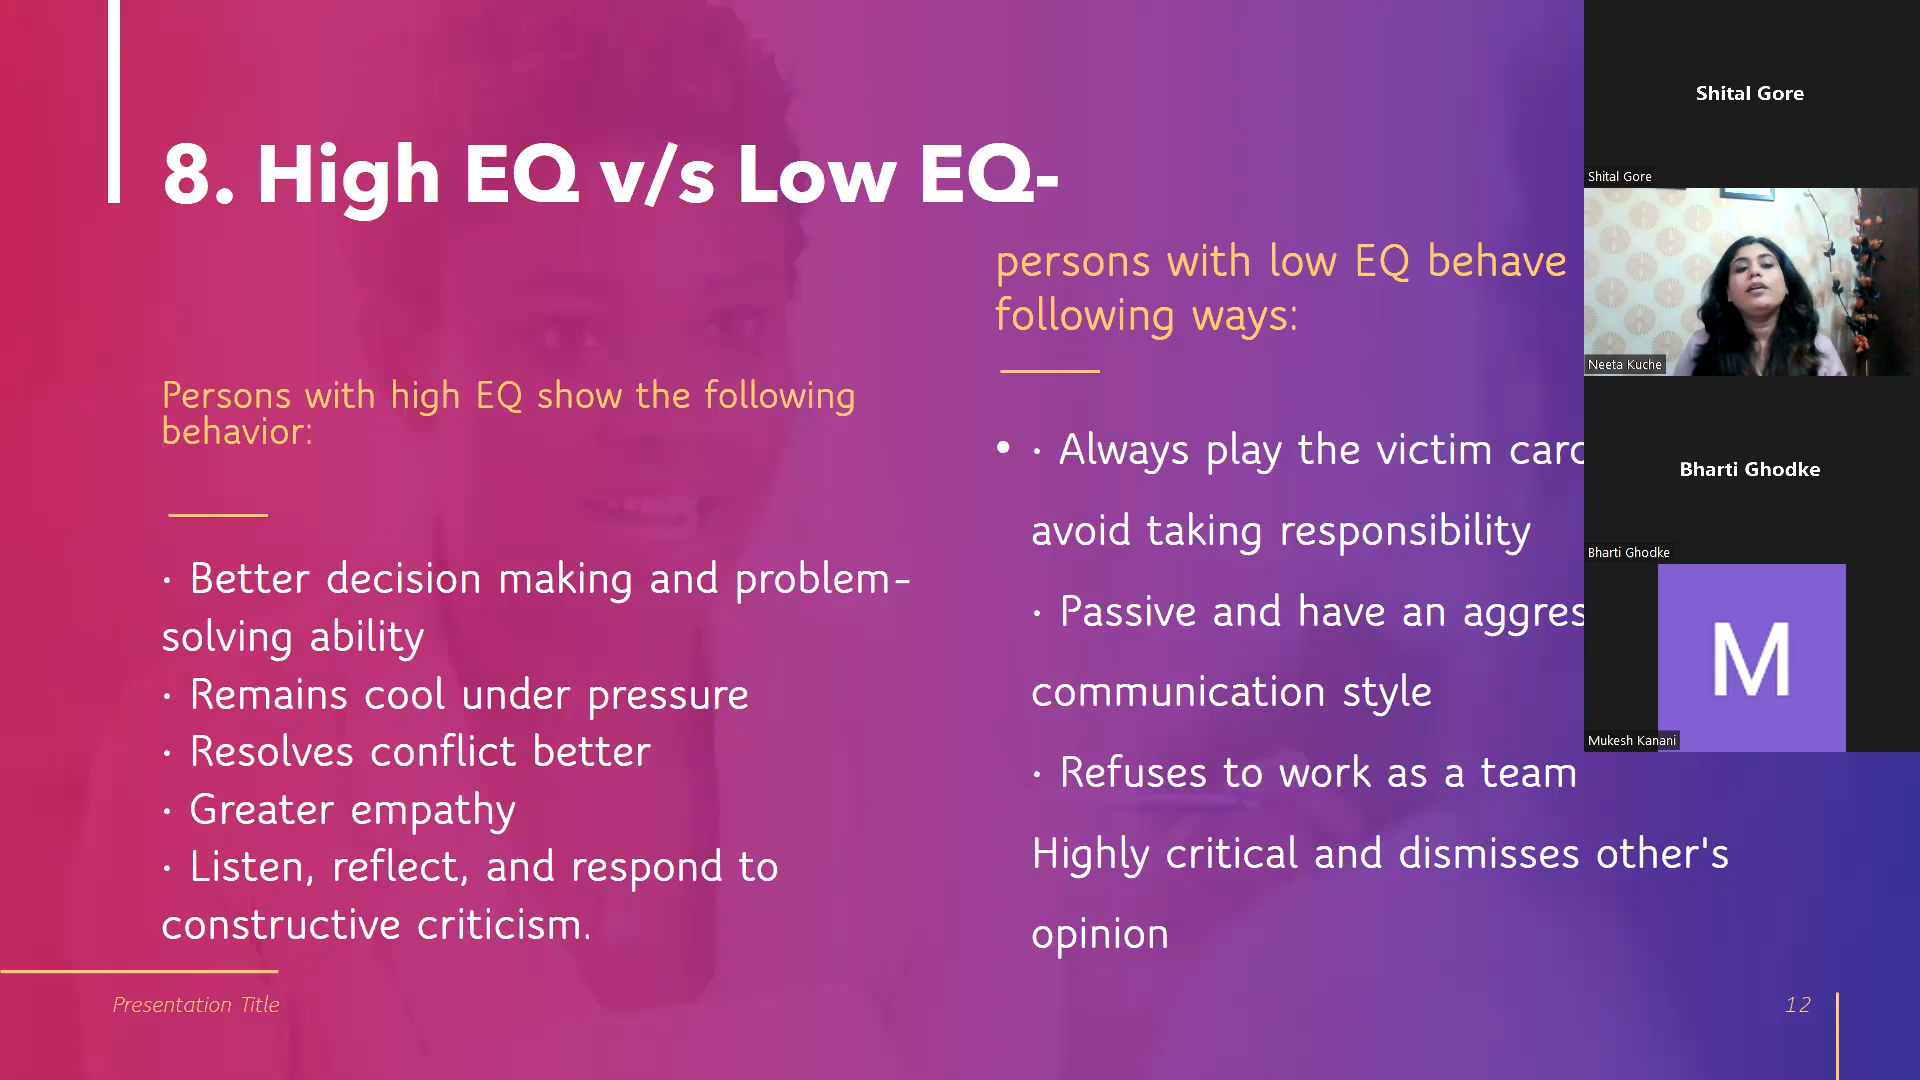 8. High EQ v/s Low EQ-
Persons with high EQ show the following
behavior:
· Better decision making and problem-
solving ability
· Remains cool under pressure
· Resolves conflict better
· Greater empathy
· Listen, reflect, and respond to
constructive criticism.
persons with low EQ behave
following ways:
• · Always play the victim
avoid taking responsibility
· Passive and have an
communication style
· Refuses to work as a team
Highly critical and dismisses other's
opinion
Presentation Title
12
Shital Gore
Shital Gore
Neeta Kuche
Bharti Ghodke
Bharti Ghodke
M
Mukesh Kanani